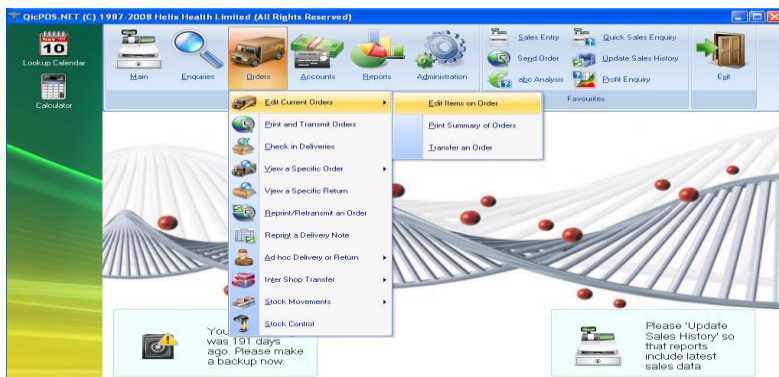 QicPOS.NET (C) 1987-2008 Helix Health Limited (All Rights Reserved)
10
Lookup Calendar
Calculator
Main
Enquiries
Orders
Accounts
Reports
Administration
Sales Entry
Send Order
abc Analysis
Quick Sales Enquiry
Update Sales History
Profit Enquiry
Favourites
Exit
Edit Current Orders
Print and Transmit Orders
Check in Deliveries
View a Specific Order
View a Specific Return
Reprint/Retransmit an Order
Reprint a Delivery Note
Ad hoc Delivery or Return
Inter Shop Transfer
Stock Movements
Stock Control
Edit Items on Order
Print Summary of Orders
Transfer an Order
was 191 days
ago. Please make
a backup now.
Please 'Update
Sales History' so
that reports
include latest
sales data